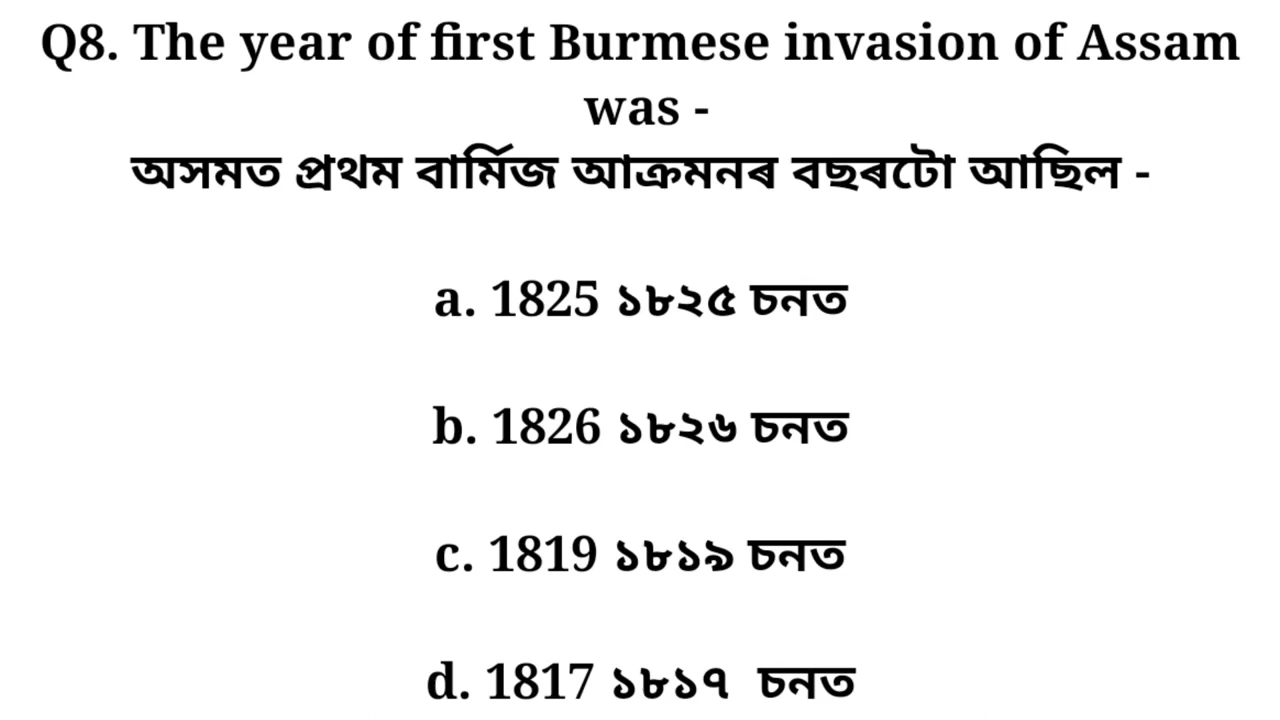 Q8. The year of first Burmese invasion of Assam
was -
অসমত প্ৰথম বাৰ্মিজ আক্ৰমনৰ বছৰটো আছিল -
a. 1825 ১৮২৫ চনত
b. 1826 ১৮২৬ চনত
c. 1819 ১৮১৯ চনত
d. 1817 ১৮১৭ চনত